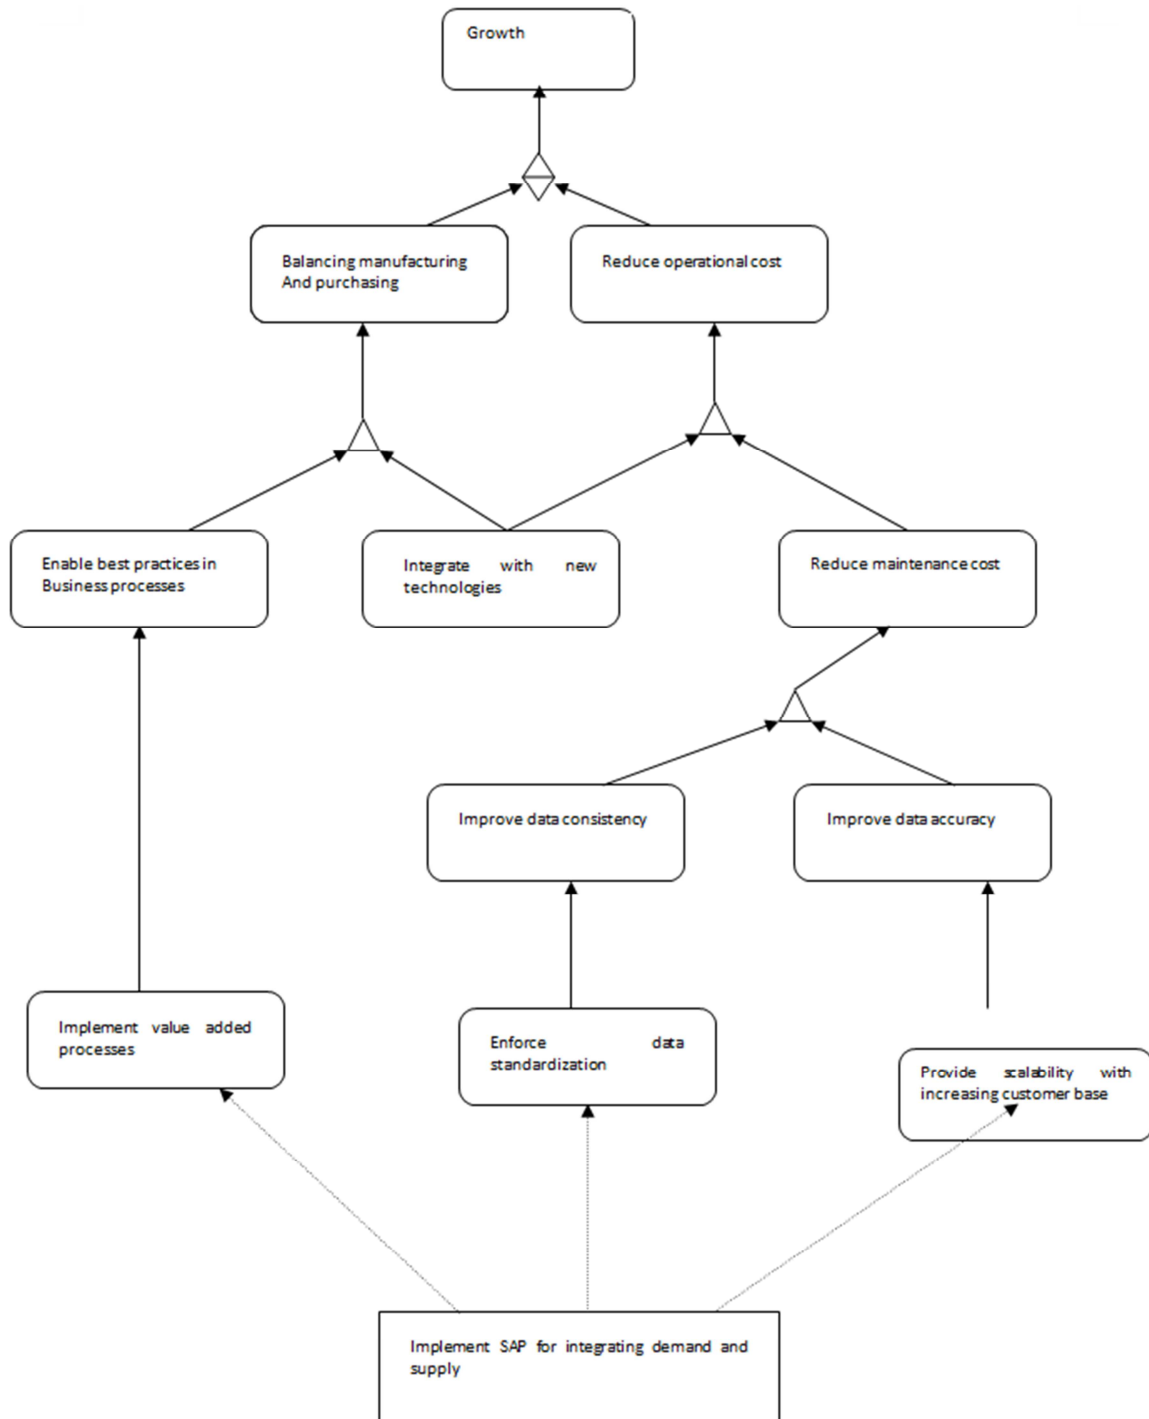 Growth
Balancing manufacturing
And purchasing
Reduce operational cost
Enable best practices in
Business processes
Integrate with new
technologies
Reduce maintenance cost
Improve data consistency
Improve data accuracy
Implement value added
processes
Enforce data
standardization
Provide scalability with
increasing customer base
Implement SAP for integrating demand and
supply